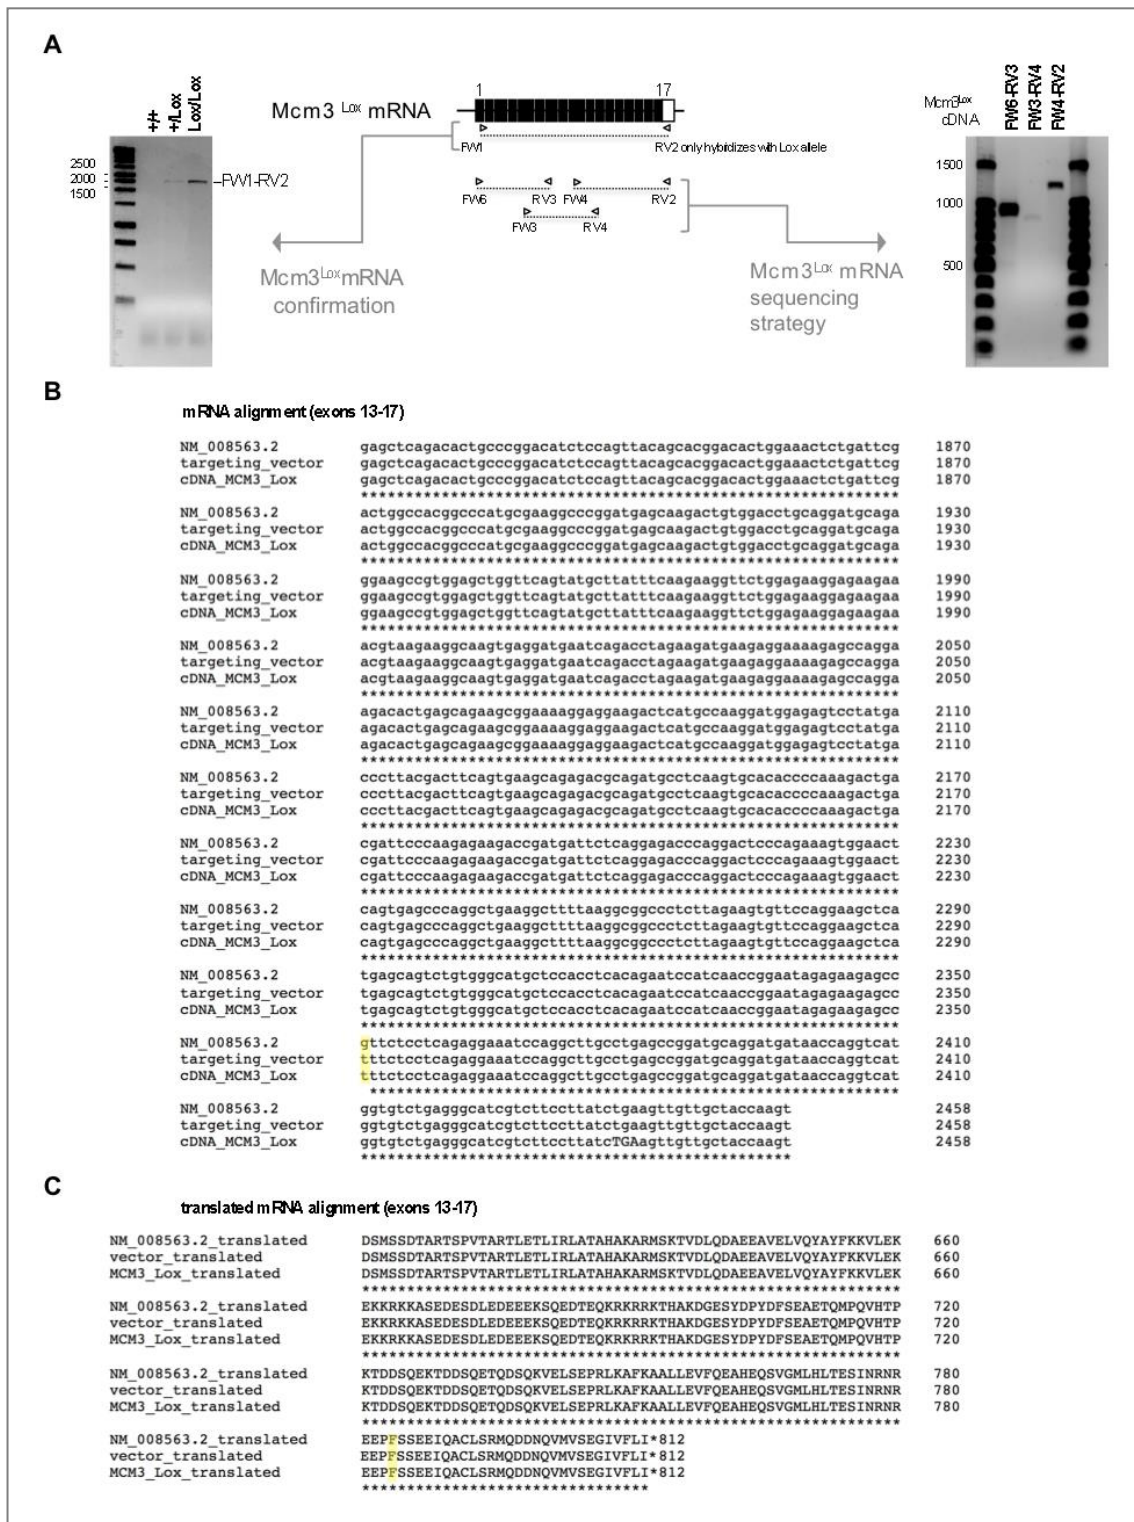 A
+/+
+/Lox
Lox/Lox
2500
2000
1500
FW1-RV2
1 17
Mcm3 Lox mRNA
FW1 RV2 only hybridizes with Lox allele
FW6 RV3 FW4 RV2
FW3 RV4
Mcm3Lox mRNA
confirmation
Mcm3Lox mRNA
sequencing
strategy
Mcm3Lox
cDNA
FW6-RV3
FW3-RV4
FW4-RV2
1500
1000
500
B
mRNA alignment (exons 13-17)
NM_008563.2 gagctcagacactgcccggacatctccagttacagcacggacactggaaactctgattcg 1870
targeting_vector gagctcagacactgcccggacatctccagttacagcacggacactggaaactctgattcg 1870
cDNA_MCM3_Lox gagctcagacactgcccggacatctccagttacagcacggacactggaaactctgattcg 1870
************************************************************
NM_008563.2 actggccacggcccatgcgaaggcccggatgagcaagactgtggacctgcaggatgcaga 1930
targeting_vector actggccacggcccatgcgaaggcccggatgagcaagactgtggacctgcaggatgcaga 1930
cDNA_MCM3_Lox actggccacggcccatgcgaaggcccggatgagcaagactgtggacctgcaggatgcaga 1930
************************************************************
NM_008563.2 ggaagccgtggagctggttcagtatgcttatttcaagaaggttctggagaaggagaagaa 1990
targeting_vector ggaagccgtggagctggttcagtatgcttatttcaagaaggttctggagaaggagaagaa 1990
cDNA_MCM3_Lox ggaagccgtggagctggttcagtatgcttatttcaagaaggttctggagaaggagaagaa 1990
************************************************************
NM_008563.2 acgtaagaaggcaagtgaggatgaatcagacctagaagatgaagaggaaaagagccagga 2050
targeting_vector acgtaagaaggcaagtgaggatgaatcagacctagaagatgaagaggaaaagagccagga 2050
cDNA_MCM3_Lox acgtaagaaggcaagtgaggatgaatcagacctagaagatgaagaggaaaagagccagga 2050
************************************************************
NM_008563.2 agacactgagcagaagcggaaaaggaggaagactcatgccaaggatggagagtcctatga 2110
targeting_vector agacactgagcagaagcggaaaaggaggaagactcatgccaaggatggagagtcctatga 2110
cDNA_MCM3_Lox agacactgagcagaagcggaaaaggaggaagactcatgccaaggatggagagtcctatga 2110
************************************************************
NM_008563.2 cccttacgacttcagtgaagcagagacgcagatgcctcaagtgcacaccccaaagactga 2170
targeting_vector cccttacgacttcagtgaagcagagacgcagatgcctcaagtgcacaccccaaagactga 2170
cDNA_MCM3_Lox cccttacgacttcagtgaagcagagacgcagatgcctcaagtgcacaccccaaagactga 2170
************************************************************
NM_008563.2 cgattcccaagagaagaccgatgattctcaggagacccaggactcccagaaagtggaact 2230
targeting_vector cgattcccaagagaagaccgatgattctcaggagacccaggactcccagaaagtggaact 2230
cDNA_MCM3_Lox cgattcccaagagaagaccgatgattctcaggagacccaggactcccagaaagtggaact 2230
************************************************************
NM_008563.2 cagtgagcccaggctgaaggcttttaaggcggccctcttagaagtgttccaggaagctca 2290
targeting_vector cagtgagcccaggctgaaggcttttaaggcggccctcttagaagtgttccaggaagctca 2290
cDNA_MCM3_Lox cagtgagcccaggctgaaggcttttaaggcggccctcttagaagtgttccaggaagctca 2290
************************************************************
NM_008563.2 tgagcagtctgtgggcatgctccacctcacagaatccatcaaccggaatagagaagagcc 2350
targeting_vector tgagcagtctgtgggcatgctccacctcacagaatccatcaaccggaatagagaagagcc 2350
cDNA_MCM3_Lox tgagcagtctgtgggcatgctccacctcacagaatccatcaaccggaatagagaagagcc 2350
************************************************************
NM_008563.2 gttctcctcagaggaaatccaggcttgcctgagccggatgcaggatgataaccaggtcat 2410
targeting_vector tttctcctcagaggaaatccaggcttgcctgagccggatgcaggatgataaccaggtcat 2410
cDNA_MCM3_Lox tttctcctcagaggaaatccaggcttgcctgagccggatgcaggatgataaccaggtcat 2410
***********************************************************
NM_008563.2 ggtgtctgagggcatcgtcttccttatctgaagttgttgctaccaagt 2458
targeting_vector ggtgtctgagggcatcgtcttccttatctgaagttgttgctaccaagt 2458
cDNA_MCM3_Lox ggtgtctgagggcatcgtcttccttatcTGAagttgttgctaccaagt 2458
************************************************
C
translated mRNA alignment (exons 13-17)
NM_008563.2_translated DSMSSDTARTSPVTARTLETLIRLATAHAKARMSKTVDLQDAEEAVELVQYAYFKKVLEK 660
vector_translated DSMSSDTARTSPVTARTLETLIRLATAHAKARMSKTVDLQDAEEAVELVQYAYFKKVLEK 660
MCM3_Lox_translated DSMSSDTARTSPVTARTLETLIRLATAHAKARMSKTVDLQDAEEAVELVQYAYFKKVLEK 660
************************************************************
NM_008563.2_translated EKKRKKASEDESDLEDEEEKSQEDTEQKRKRRKTHAKDGESYDPYDFSEAETQMPQVHTP 720
vector_translated EKKRKKASEDESDLEDEEEKSQEDTEQKRKRRKTHAKDGESYDPYDFSEAETQMPQVHTP 720
MCM3_Lox_translated EKKRKKASEDESDLEDEEEKSQEDTEQKRKRRKTHAKDGESYDPYDFSEAETQMPQVHTP 720
************************************************************
NM_008563.2_translated KTDDSQEKTDDSQETQDSQKVELSEPRLKAFKAALLEVFQEAHEQSVGMLHLTESINRNR 780
vector_translated KTDDSQEKTDDSQETQDSQKVELSEPRLKAFKAALLEVFQEAHEQSVGMLHLTESINRNR 780
MCM3_Lox_translated KTDDSQEKTDDSQETQDSQKVELSEPRLKAFKAALLEVFQEAHEQSVGMLHLTESINRNR 780
************************************************************
NM_008563.2_translated EEPFSSEEIQACLSRMQDDNQVMVSEGIVFLI*812
vector_translated EEPFSSEEIQACLSRMQDDNQVMVSEGIVFLI*812
MCM3_Lox_translated EEPFSSEEIQACLSRMQDDNQVMVSEGIVFLI*812
********************************